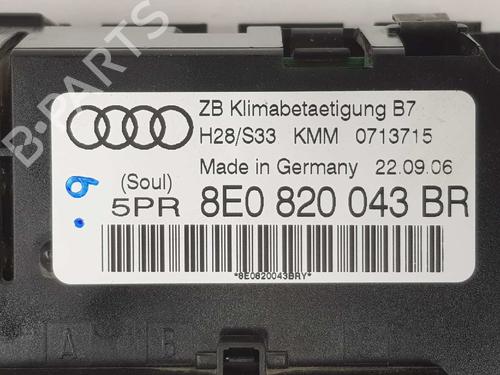 ZB Klimabetaetigung B7
H28/S33 KMM 0713715
Made in Germany 22.09.06
(Soul)
5PR 8E0 820 043 BR
*8E0820043BRY*
9.
A B
B-PARTS